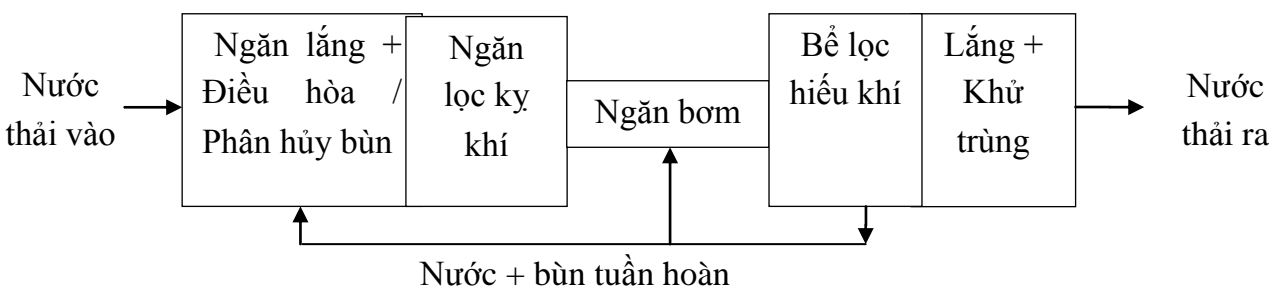 Nước
thải vào
Ngăn lắng +
Điều hòa /
Phân hủy bùn
Ngăn
lọc kỵ
khí
Ngăn bơm
Bể lọc
hiếu khí
Lắng +
Khử
trùng
Nước
thải ra
Nước + bùn tuần hoàn